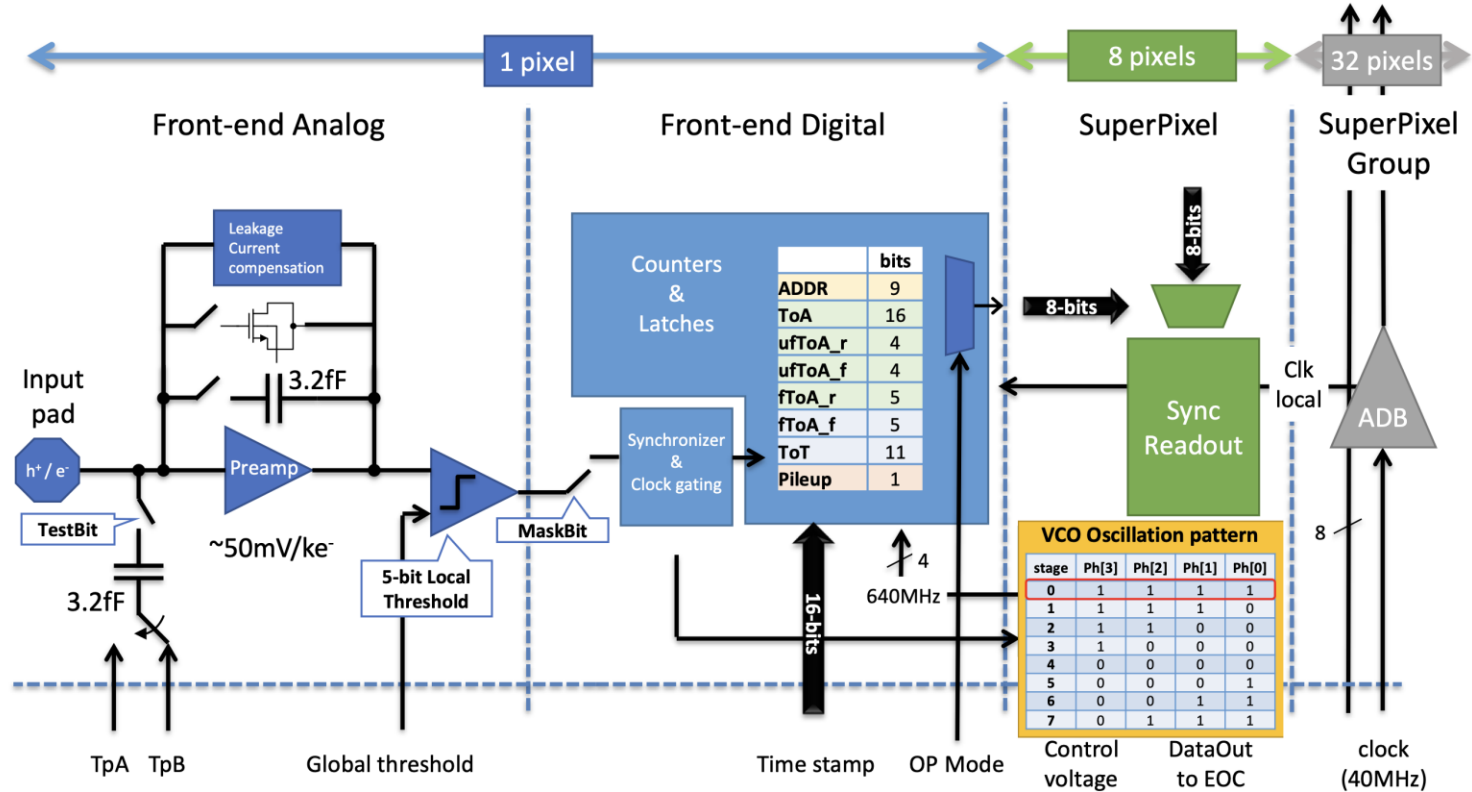 1 pixel
8 pixels
32 pixels
Front-end Analog
Front-end Digital
SuperPixel
SuperPixel
Group
Leakage
Current
compensation
3.2fF
Input
pad
h⁺ / e⁻
Preamp
TestBit
~50mV/ke⁻
3.2fF
5-bit Local
Threshold
MaskBit
TpA
TpB
Global threshold
Counters
&
Latches
Synchronizer
&
Clock gating
bits
ADDR 9
ToA 16
ufToA_r 4
ufToA_f 4
fToA_r 5
fToA_f 5
ToT 11
Pileup 1
4
640MHz
16-bits
Time stamp
OP Mode
8-bits
8-bits
Sync
Readout
Clk
local
ADB
8
VCO Oscillation pattern
stage Ph[3] Ph[2] Ph[1] Ph[0]
0 1 1 1 1
1 1 1 1 0
2 1 1 0 0
3 1 0 0 0
4 0 0 0 0
5 0 0 0 1
6 0 0 1 1
7 0 1 1 1
Control
voltage
DataOut
to EOC
clock
(40MHz)